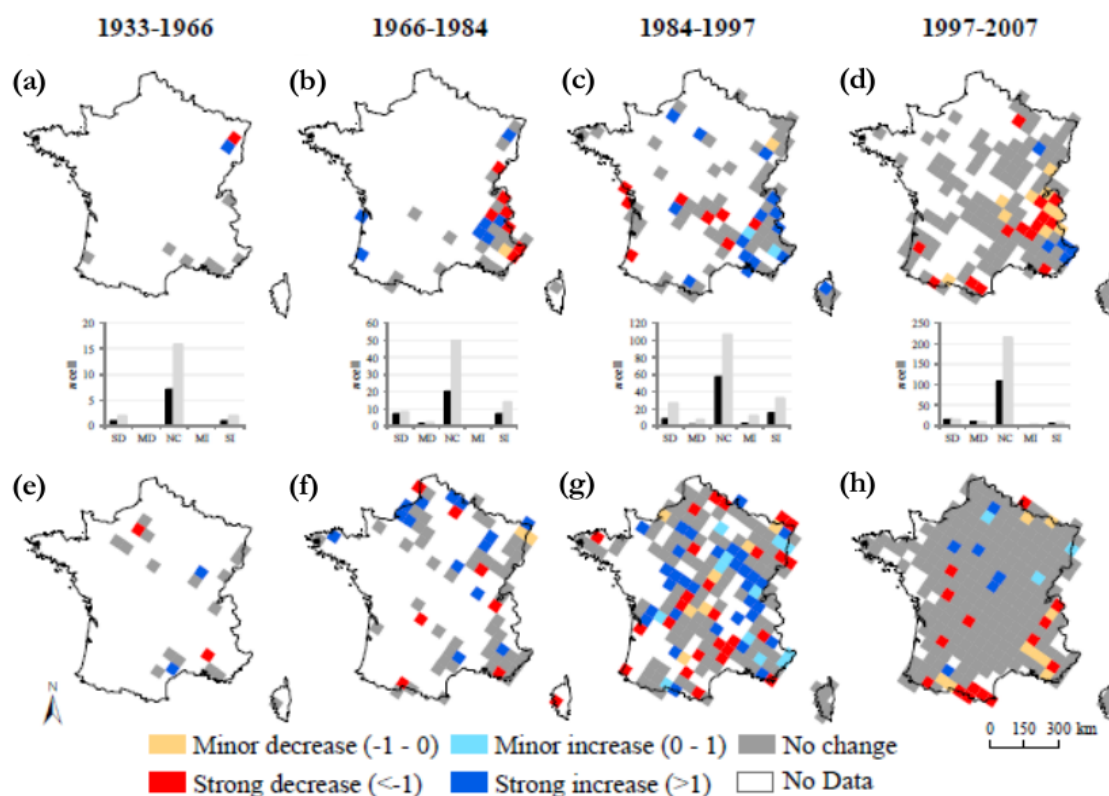 1933-1966 1966-1984 1984-1997 1997-2007
(a) (b) (c) (d)
20 60 120 250
15 50 100 200
10 40 80 150
5 30 60 100
0 20 40 50
10 20 0
0 0
n cell n cell n cell n cell
SD MD NC MI SI SD MD NC MI SI SD MD NC MI SI SD MD NC MI SI
(e) (f) (g) (h)
N
Minor decrease (-1 - 0) Minor increase (0 - 1) No change
Strong decrease (<-1) Strong increase (>1) No Data
0 150 300 km